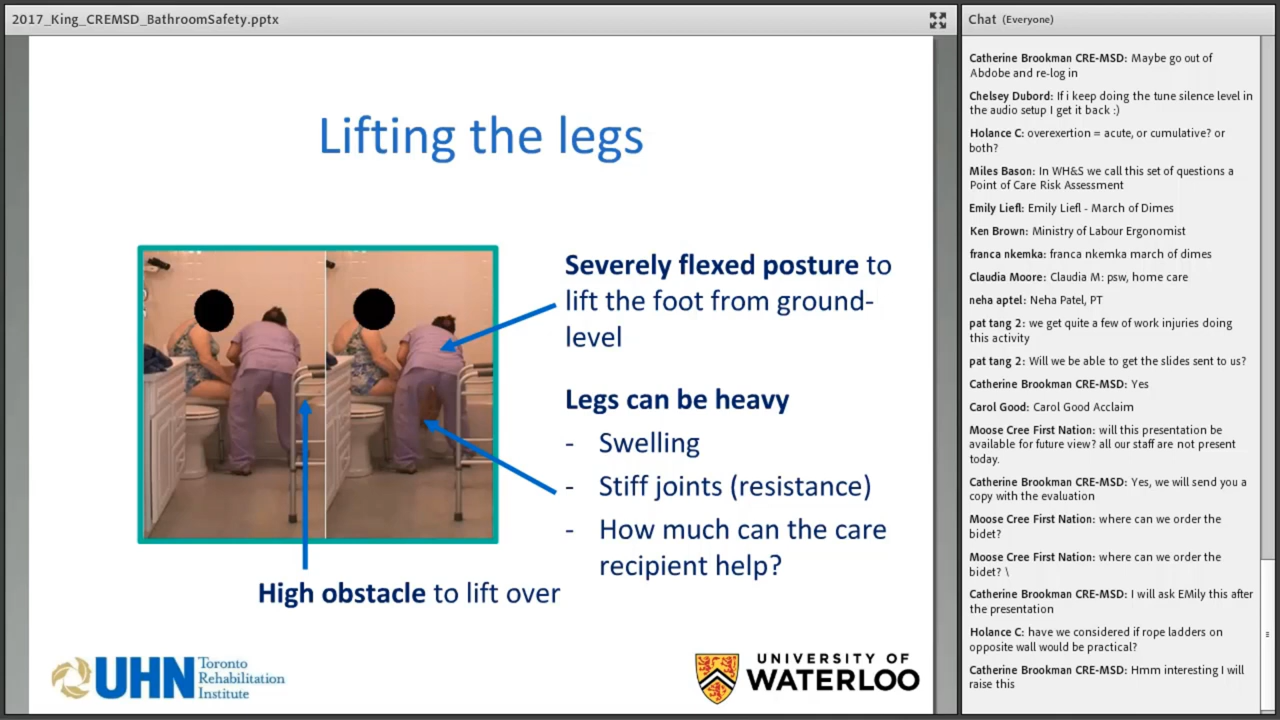 2017_King_CREMSD_BathroomSafety.pptx
Lifting the legs
Severely flexed posture to
lift the foot from ground-
level
Legs can be heavy
- Swelling
- Stiff joints (resistance)
- How much can the care
recipient help?
High obstacle to lift over
UHN Toronto
Rehabilitation
Institute
UNIVERSITY OF
WATERLOO
Chat (Everyone)
Catherine Brookman CRE-MSD: Maybe go out of
Abdobe and re-log in
Chelsey Dubord: If i keep doing the tune silence level in
the audio setup I get it back :)
Holance C: overexertion = acute, or cumulative? or
both?
Miles Bason: In WH&S we call this set of questions a
Point of Care Risk Assessment
Emily Liefl: Emily Liefl - March of Dimes
Ken Brown: Ministry of Labour Ergonomist
franca nkemka: franca nkemka march of dimes
Claudia Moore: Claudia M: psw, home care
neha aptel: Neha Patel, PT
pat tang 2: we get quite a few of work injuries doing
this activity
pat tang 2: Will we be able to get the slides sent to us?
Catherine Brookman CRE-MSD: Yes
Carol Good: Carol Good Acclaim
Moose Cree First Nation: will this presentation be
available for future view? all our staff are not present
today.
Catherine Brookman CRE-MSD: Yes, we will send you a
copy with the evaluation
Moose Cree First Nation: where can we order the
bidet?
Moose Cree First Nation: where can we order the
bidet? \
Catherine Brookman CRE-MSD: I will ask EMily this after
the presentation
Holance C: have we considered if rope ladders on
opposite wall would be practical?
Catherine Brookman CRE-MSD: Hmm interesting I will
raise this